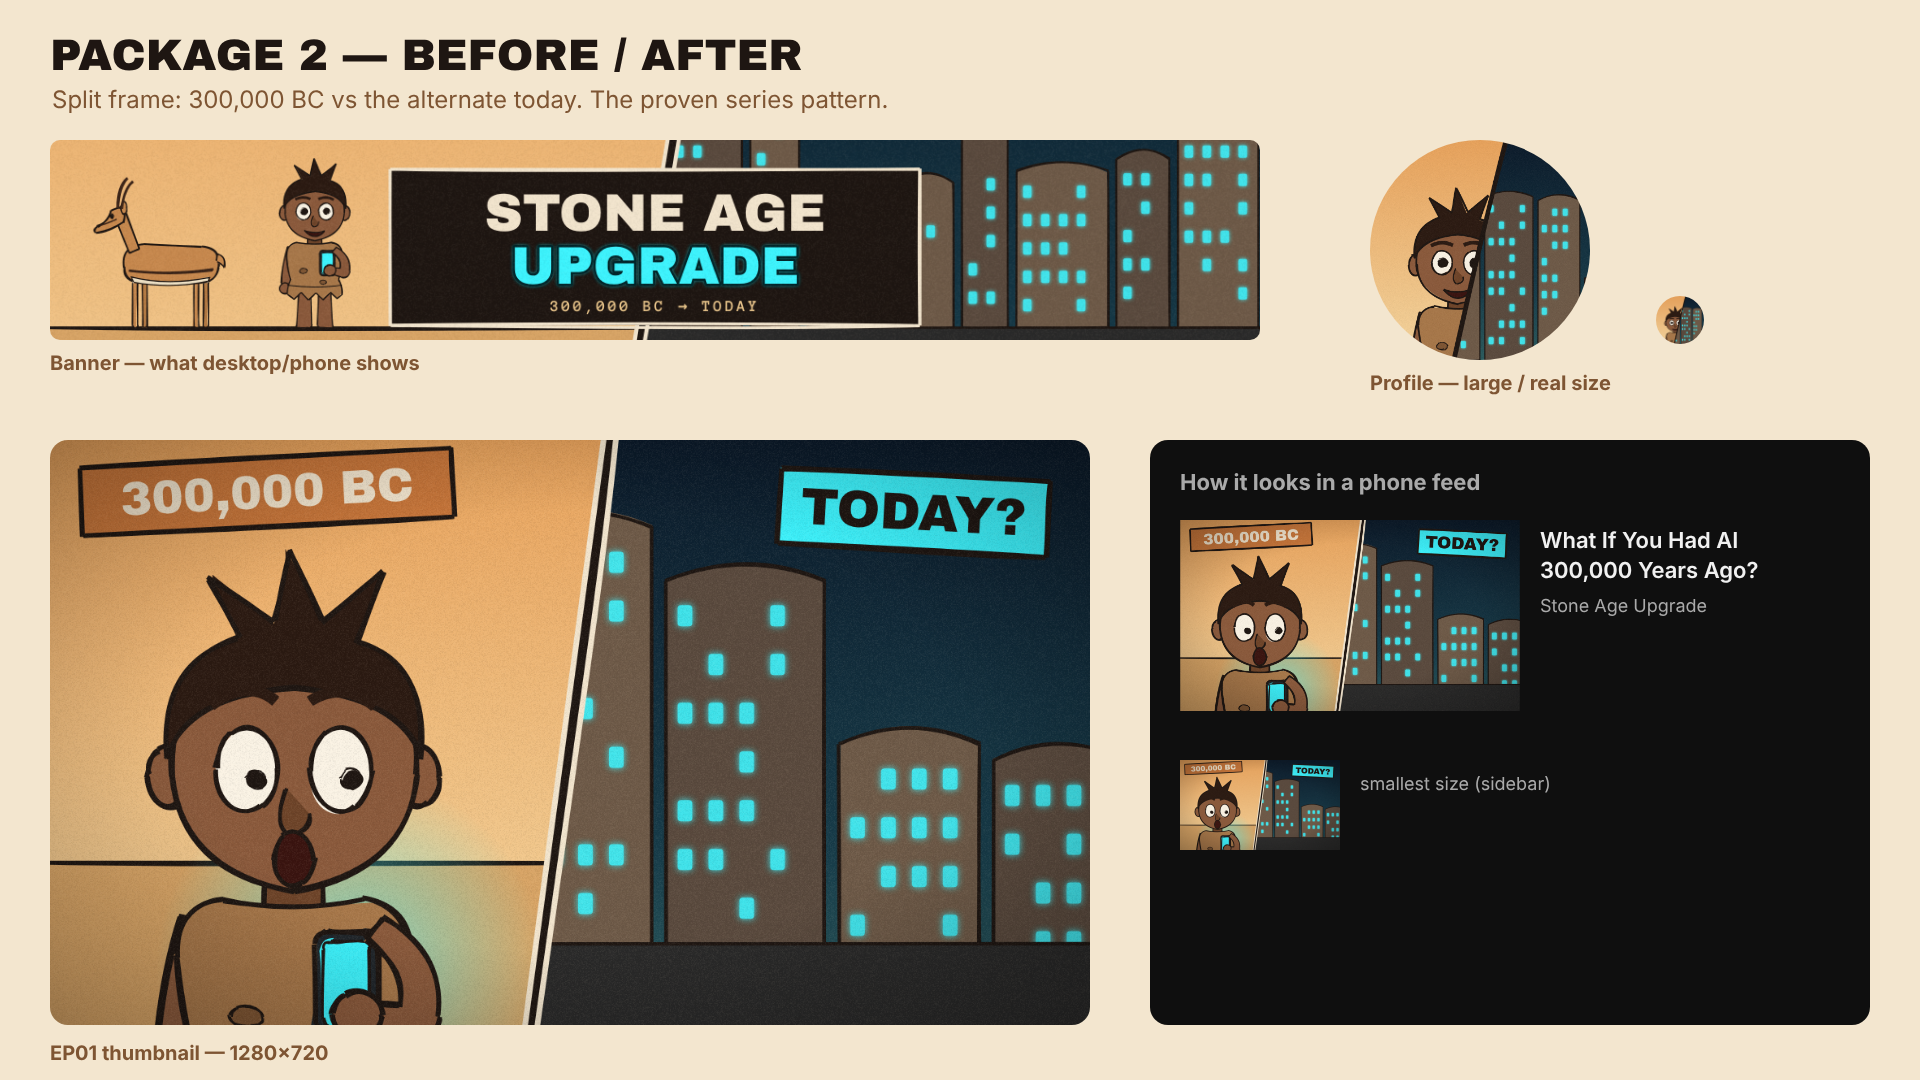 PACKAGE 2 — BEFORE / AFTER
Split frame: 300,000 BC vs the alternate today. The proven series pattern.
STONE AGE
UPGRADE
300,000 BC → TODAY
Banner — what desktop/phone shows
Profile — large / real size
300,000 BC
TODAY?
EP01 thumbnail — 1280×720
How it looks in a phone feed
300,000 BC
TODAY?
What If You Had AI
300,000 Years Ago?
Stone Age Upgrade
300,000 BC
TODAY?
smallest size (sidebar)